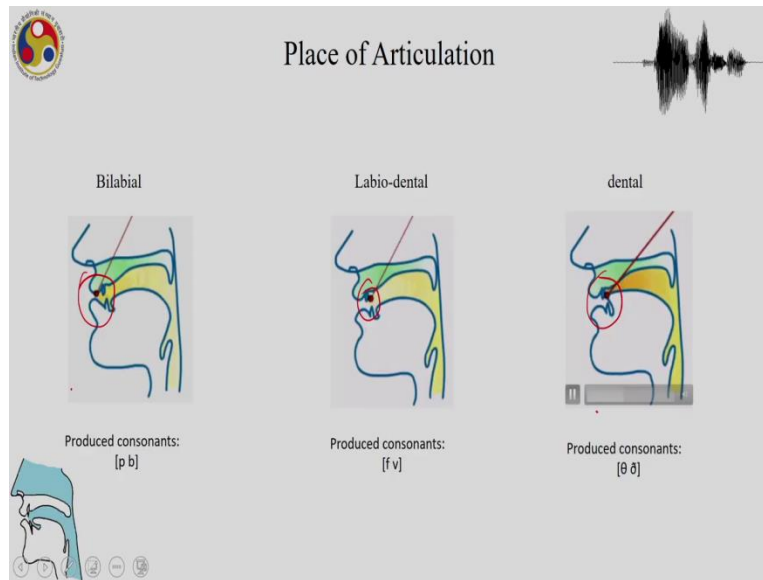 Place of Articulation
Bilabial
Labio-dental
dental
Produced consonants:
[p b]
Produced consonants:
[f v]
Produced consonants:
[θ ð]